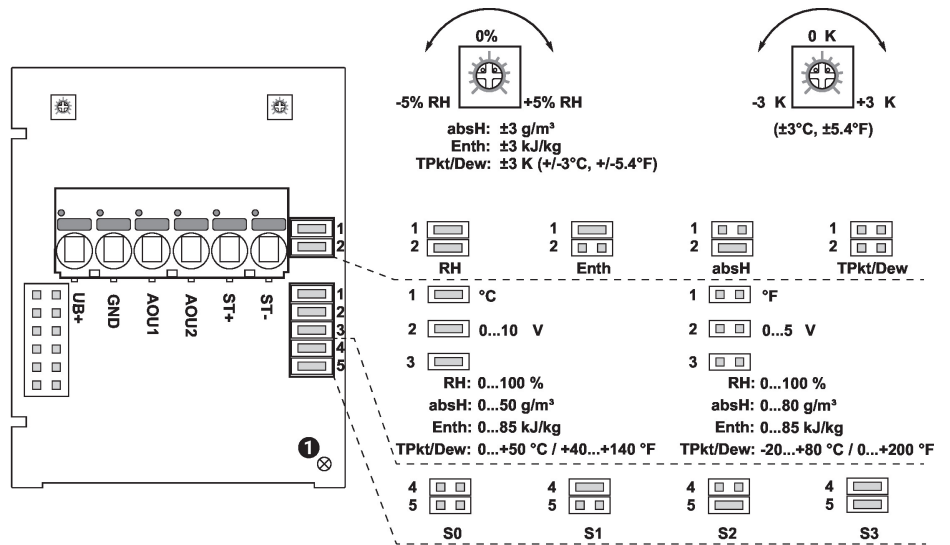 0%
-5% RH +5% RH
absH: ±3 g/m³
Enth: ±3 kJ/kg
TPkt/Dew: ±3 K (+/-3°C, +/-5.4°F)
0 K
-3 K +3 K
(±3°C, ±5.4°F)
1
2
UB+
GND
AOU1
AOU2
ST+
ST-
1
2
3
4
5
1
1
2
RH
1
2
Enth
1
2
absH
1
2
TPkt/Dew
1 °C
2 0...10 V
3
RH: 0...100 %
absH: 0...50 g/m³
Enth: 0...85 kJ/kg
TPkt/Dew: 0...+50 °C / +40...+140 °F
1 °F
2 0...5 V
3
RH: 0...100 %
absH: 0...80 g/m³
Enth: 0...85 kJ/kg
TPkt/Dew: -20...+80 °C / 0...+200 °F
4
5
S0
4
5
S1
4
5
S2
4
5
S3